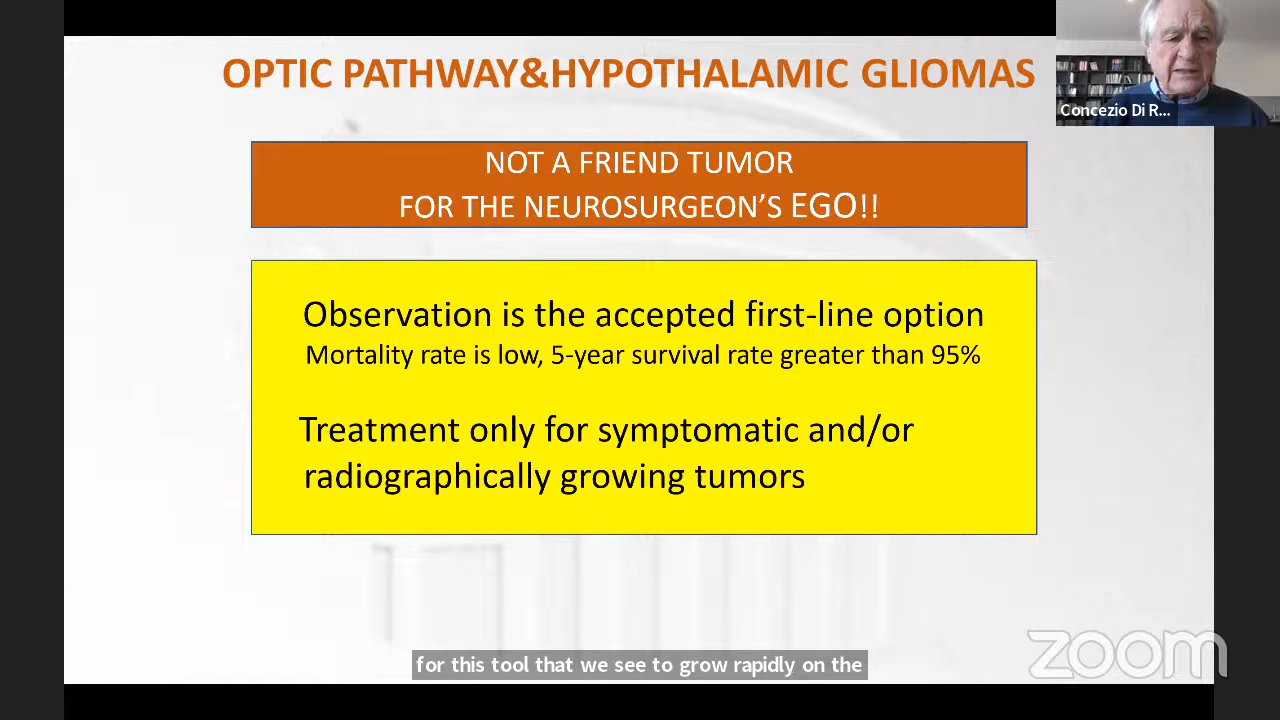 OPTIC PATHWAY&HYPOTHALAMIC GLIOMAS
Concezio Di R...
NOT A FRIEND TUMOR
FOR THE NEUROSURGEON’S EGO!!
Observation is the accepted first-line option
Mortality rate is low, 5-year survival rate greater than 95%
Treatment only for symptomatic and/or
radiographically growing tumors
for this tool that we see to grow rapidly on the
zoom